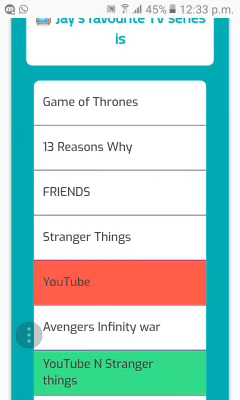 45% 12:33 p.m.
Jay's favourite TV series
is
Game of Thrones
13 Reasons Why
FRIENDS
Stranger Things
YouTube
Avengers Infinity war
YouTube N Stranger
things